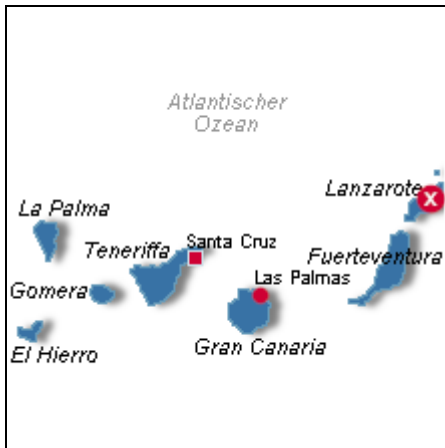 Atlantischer
Ozean
Lanzarote
X
La Palma
Santa Cruz
Teneriffa
Fuerteventura
Las Palmas
Gomera
Gran Canaria
El Hierro